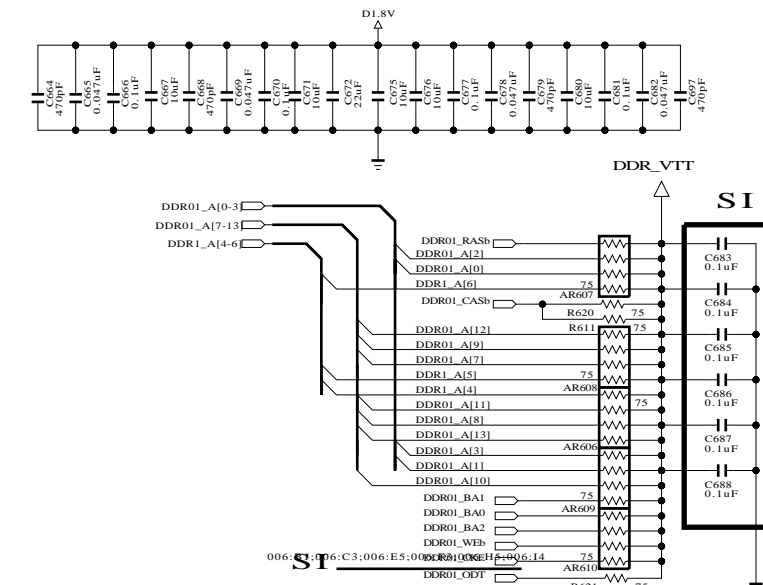 D1.8V
C664 470pF
C665 0.047uF
C666 0.1uF
C667 10uF
C668 470pF
C669 0.047uF
C670 0.1uF
C671 10uF
C672 22uF
C675 10uF
C676 10uF
C677 0.1uF
C678 0.047uF
C679 470pF
C680 10uF
C681 0.1uF
C682 0.047uF
C697 470pF
DDR_VTT
SI
DDR01_A[0-3]
DDR01_A[7-13]
DDR1_A[4-6]
DDR01_RASb
DDR01_A[2]
C683
0.1uF
DDR01_A[0]
DDR1_A[6] 75
AR607
DDR01_CASb
C684
0.1uF
R620 75
DDR01_A[12] R611 75
DDR01_A[9]
C685
0.1uF
DDR01_A[7]
DDR1_A[5] 75
DDR1_A[4] AR608
C686
0.1uF
DDR01_A[11] 75
DDR01_A[8]
DDR01_A[13]
C687
0.1uF
DDR01_A[3] AR606
DDR01_A[1]
DDR01_A[10]
C688
0.1uF
DDR01_BA1 75
DDR01_BA0 AR609
DDR01_BA2
DDR01_WEb
SI
75
AR610
DDR01_ODT